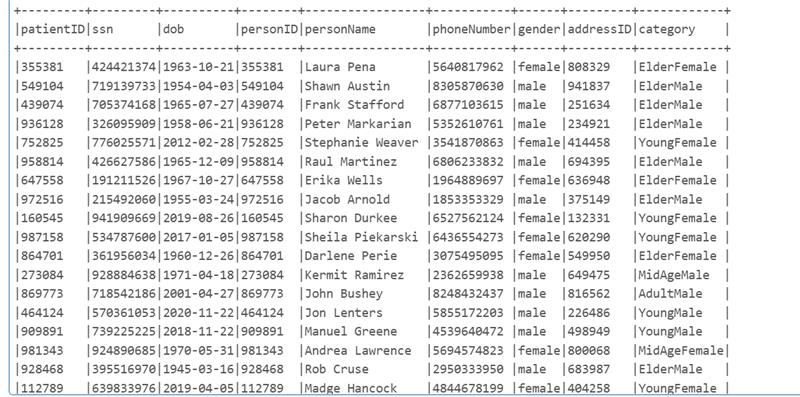 +---------+---------+----------+--------+-----------------+-----------+------+---------+------------+
|patientID|ssn      |dob       |personID|personName       |phoneNumber|gender|addressID|category    |
+---------+---------+----------+--------+-----------------+-----------+------+---------+------------+
|355381   |424421374|1963-10-21|355381  |Laura Pena       |5640817962 |female|808329   |ElderFemale |
|549104   |719139733|1954-04-03|549104  |Shawn Austin     |8305870630 |male  |941837   |ElderMale   |
|439074   |705374168|1965-07-27|439074  |Frank Stafford   |6877103615 |male  |251634   |ElderMale   |
|936128   |326095909|1958-06-21|936128  |Peter Markarian  |5352610761 |male  |234921   |ElderMale   |
|752825   |776025571|2012-02-28|752825  |Stephanie Weaver |3541870863 |female|414458   |YoungFemale |
|958814   |426627586|1965-12-09|958814  |Raul Martinez    |6806233832 |male  |694395   |ElderMale   |
|647558   |191211526|1967-10-27|647558  |Erika Wells      |1964889697 |female|636948   |ElderFemale |
|972516   |215492060|1955-03-24|972516  |Jacob Arnold     |1853353329 |male  |375149   |ElderMale   |
|160545   |941909669|2019-08-26|160545  |Sharon Durkee    |6527562124 |female|132331   |YoungFemale |
|987158   |534787600|2017-01-05|987158  |Sheila Piekarski |6436554273 |female|620290   |YoungFemale |
|864701   |361956034|1960-12-26|864701  |Darlene Perie    |3075495095 |female|549950   |ElderFemale |
|273084   |928884638|1971-04-18|273084  |Kermit Ramirez   |2362659938 |male  |649475   |MidAgeMale  |
|869773   |718542186|2001-04-27|869773  |John Bushey      |8248432437 |male  |816562   |AdultMale   |
|464124   |570361053|2020-11-22|464124  |Jon Lenters      |5855172203 |male  |226486   |YoungMale   |
|909891   |739225225|2018-11-22|909891  |Manuel Greene    |4539640472 |male  |498949   |YoungMale   |
|981343   |924890685|1970-05-31|981343  |Andrea Lawrence  |5694574823 |female|800068   |MidAgeFemale|
|928468   |395516970|1945-03-16|928468  |Rob Cruse        |2950333950 |male  |683987   |ElderMale   |
|112789   |639833976|2019-04-05|112789  |Madge Hancock    |4844678199 |female|404258   |YoungFemale |